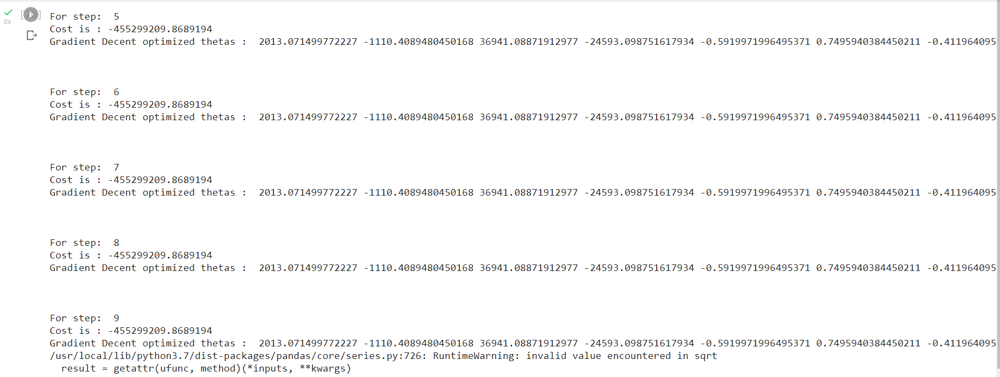 For step:  5
0s
Cost is : -455299209.8689194
Gradient Decent optimized thetas :  2013.071499772227 -1110.4089480450168 36941.08871912977 -24593.098751617934 -0.5919971996495371 0.7495940384450211 -0.411964095
For step:  6
Cost is : -455299209.8689194
Gradient Decent optimized thetas :  2013.071499772227 -1110.4089480450168 36941.08871912977 -24593.098751617934 -0.5919971996495371 0.7495940384450211 -0.411964095
For step:  7
Cost is : -455299209.8689194
Gradient Decent optimized thetas :  2013.071499772227 -1110.4089480450168 36941.08871912977 -24593.098751617934 -0.5919971996495371 0.7495940384450211 -0.411964095
For step:  8
Cost is : -455299209.8689194
Gradient Decent optimized thetas :  2013.071499772227 -1110.4089480450168 36941.08871912977 -24593.098751617934 -0.5919971996495371 0.7495940384450211 -0.411964095
For step:  9
Cost is : -455299209.8689194
Gradient Decent optimized thetas :  2013.071499772227 -1110.4089480450168 36941.08871912977 -24593.098751617934 -0.5919971996495371 0.7495940384450211 -0.411964095
/usr/local/lib/python3.7/dist-packages/pandas/core/series.py:726: RuntimeWarning: invalid value encountered in sqrt
  result = getattr(ufunc, method)(*inputs, **kwargs)